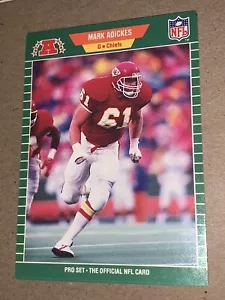 MARK ADICKES
G • Chiefs
A
NFL
61
PRO SET • THE OFFICIAL NFL CARD